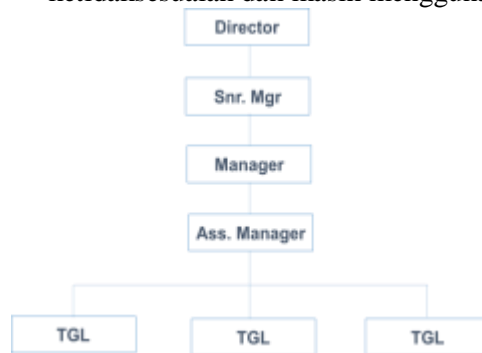 Director
Snr. Mgr
Manager
Ass. Manager
TGL
TGL
TGL